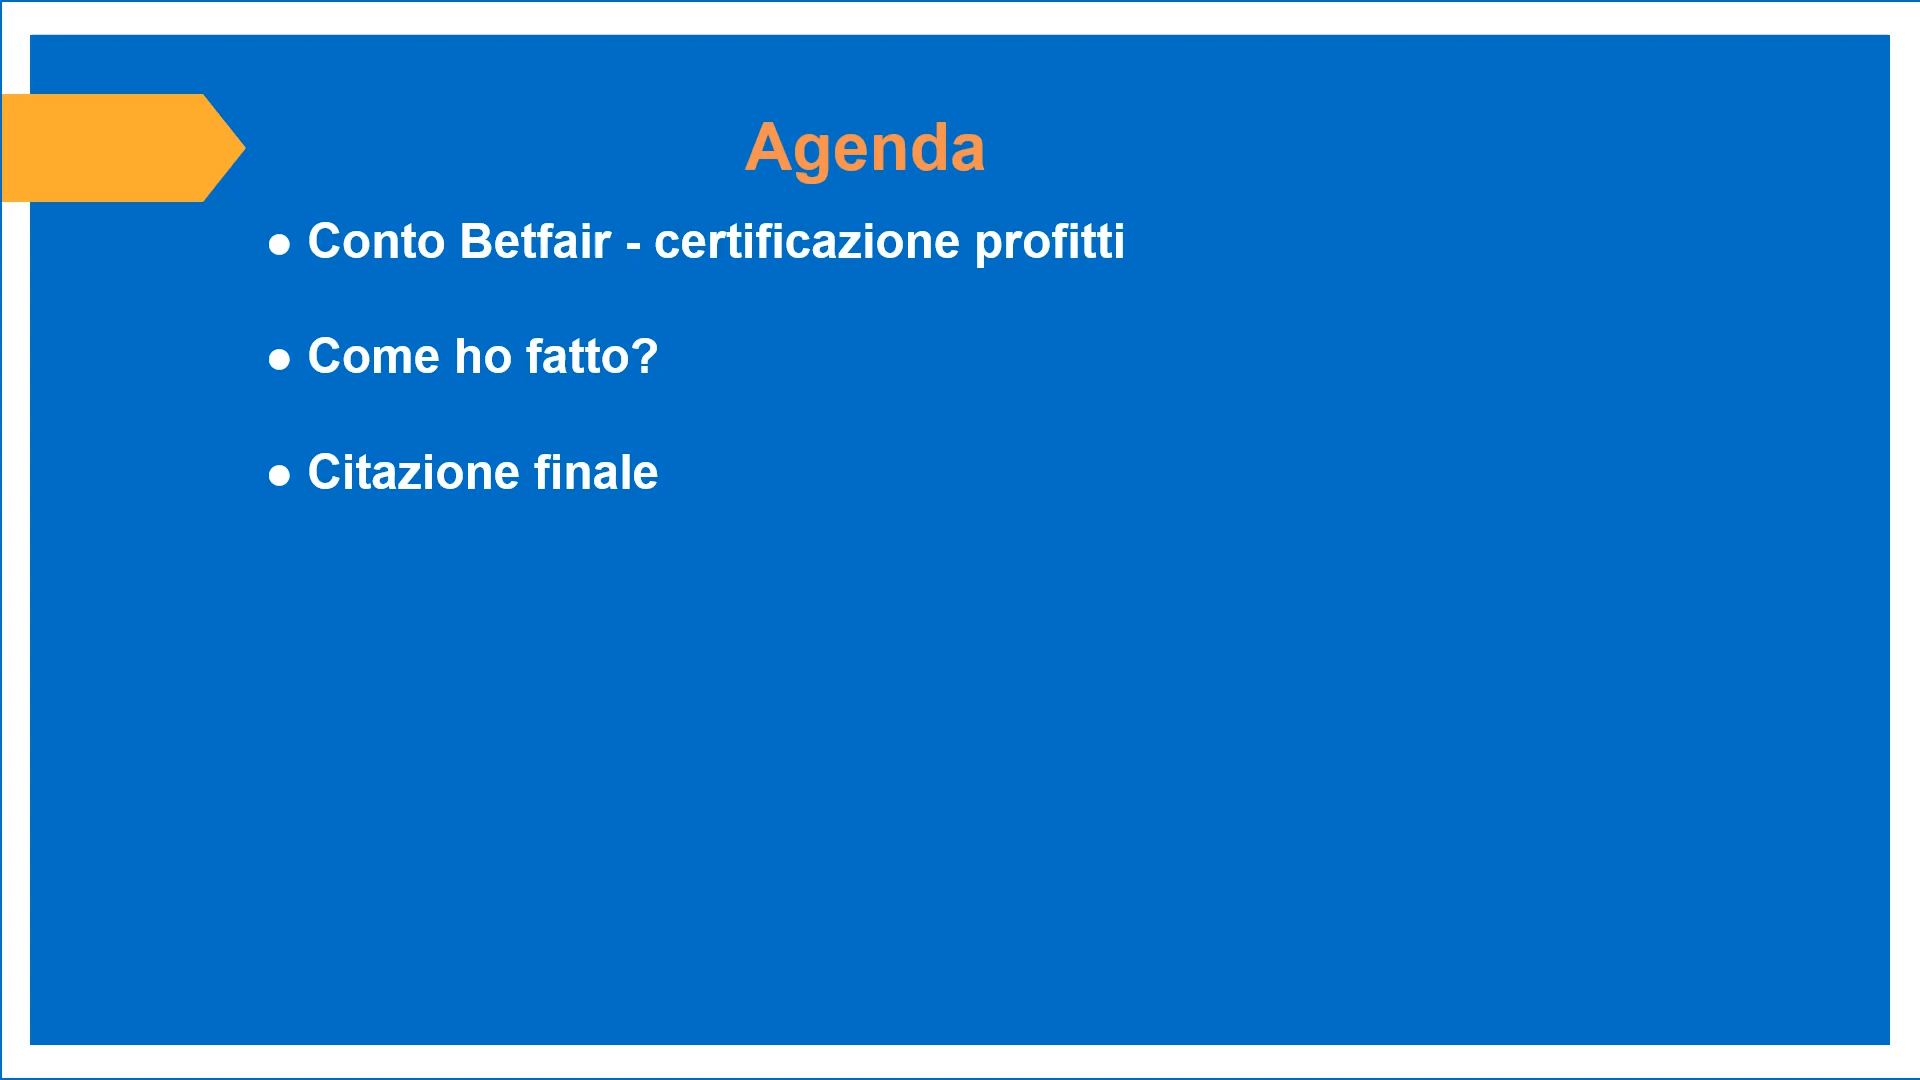 Agenda
● Conto Betfair - certificazione profitti
● Come ho fatto?
● Citazione finale